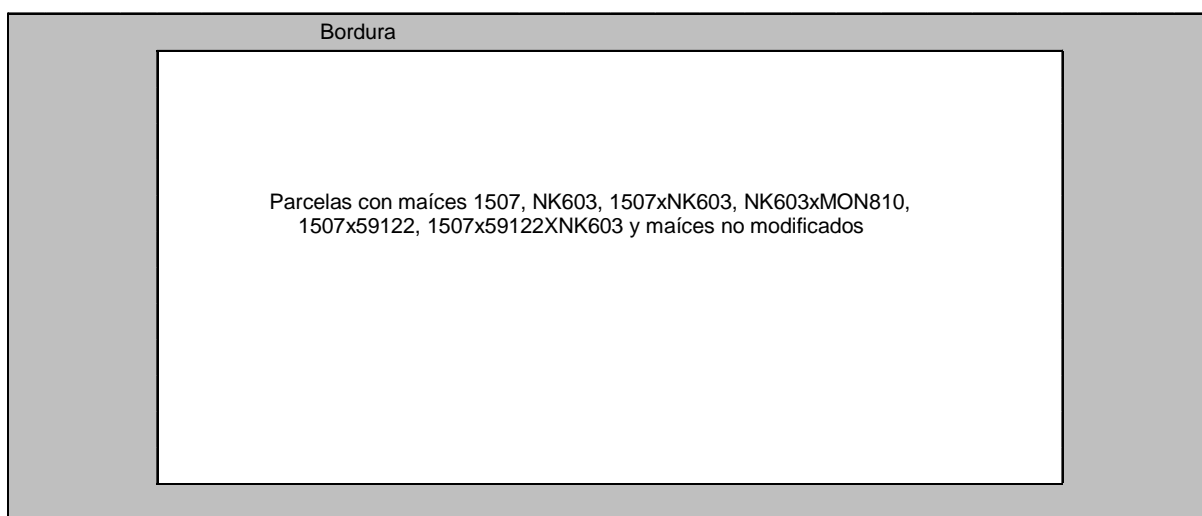 Bordura
Parcelas con maíces 1507, NK603, 1507xNK603, NK603xMON810,
1507x59122, 1507x59122XNK603 y maíces no modificados